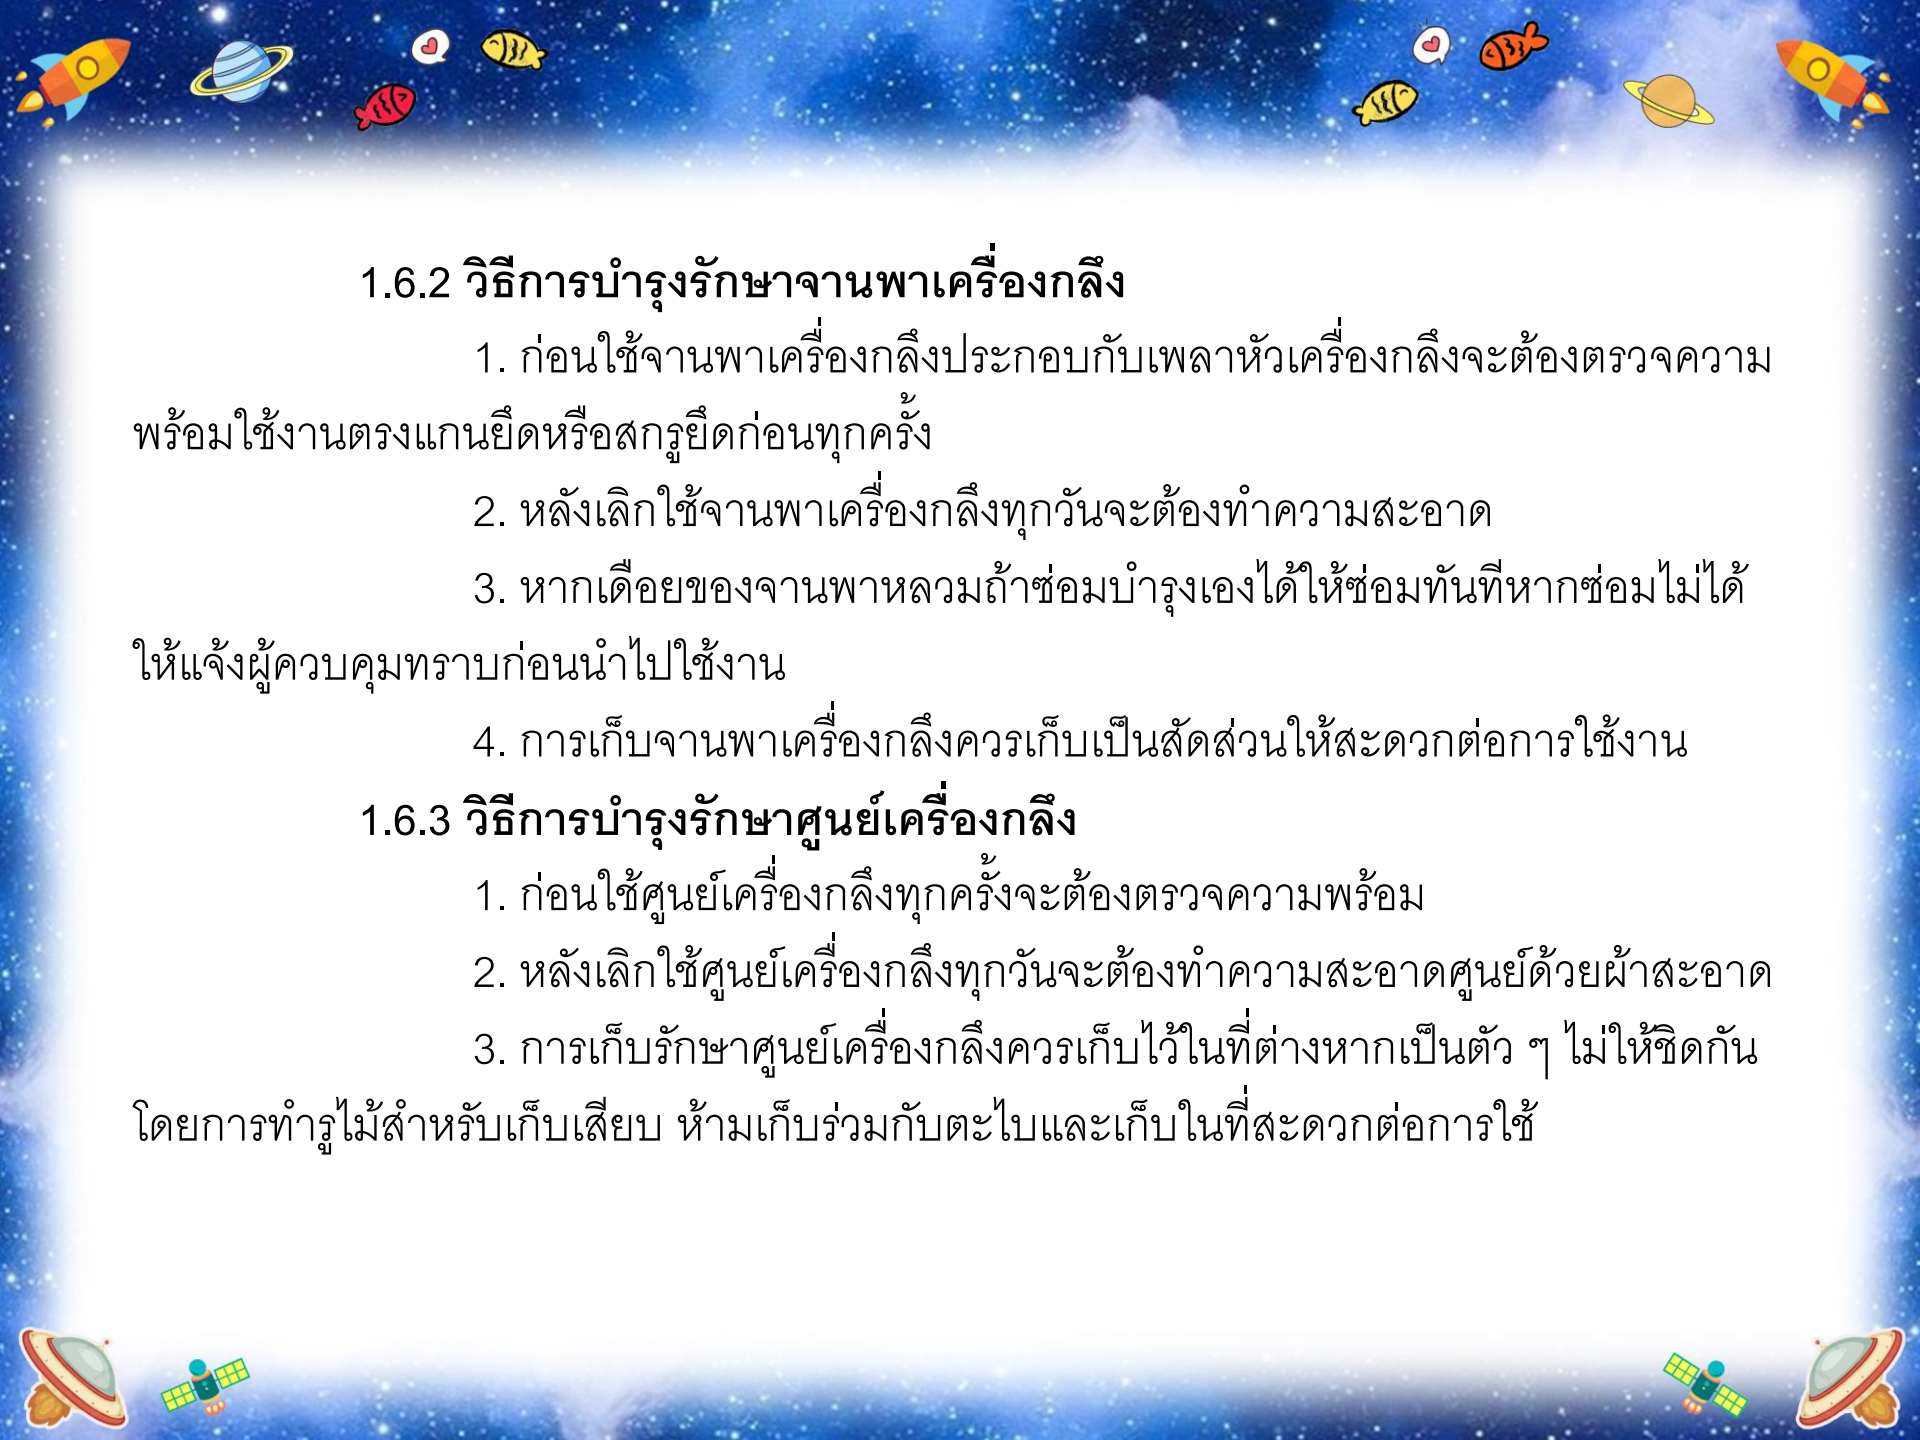 1.6.2 วิธีการบำรุงรักษาจานพาเครื่องกลึง
1. ก่อนใช้จานพาเครื่องกลึงประกอบกับเพลาหัวเครื่องกลึงจะต้องตรวจความ
พร้อมใช้งานตรงแกนยึดหรือสกรูยึดก่อนทุกครั้ง
2. หลังเลิกใช้จานพาเครื่องกลึงทุกวันจะต้องทำความสะอาด
3. หากเดือยของจานพาหลวมถ้าซ่อมบำรุงเองได้ให้ซ่อมทันทีหากซ่อมไม่ได้
ให้แจ้งผู้ควบคุมทราบก่อนนำไปใช้งาน
4. การเก็บจานพาเครื่องกลึงควรเก็บเป็นสัดส่วนให้สะดวกต่อการใช้งาน
1.6.3 วิธีการบำรุงรักษาศูนย์เครื่องกลึง
1. ก่อนใช้ศูนย์เครื่องกลึงทุกครั้งจะต้องตรวจความพร้อม
2. หลังเลิกใช้ศูนย์เครื่องกลึงทุกวันจะต้องทำความสะอาดศูนย์ด้วยผ้าสะอาด
3. การเก็บรักษาศูนย์เครื่องกลึงควรเก็บไว้ในที่ต่างหากเป็นตัว ๆ ไม่ให้ชิดกัน
โดยการทำรูไม้สำหรับเก็บเสียบ ห้ามเก็บร่วมกับตะไบและเก็บในที่สะดวกต่อการใช้